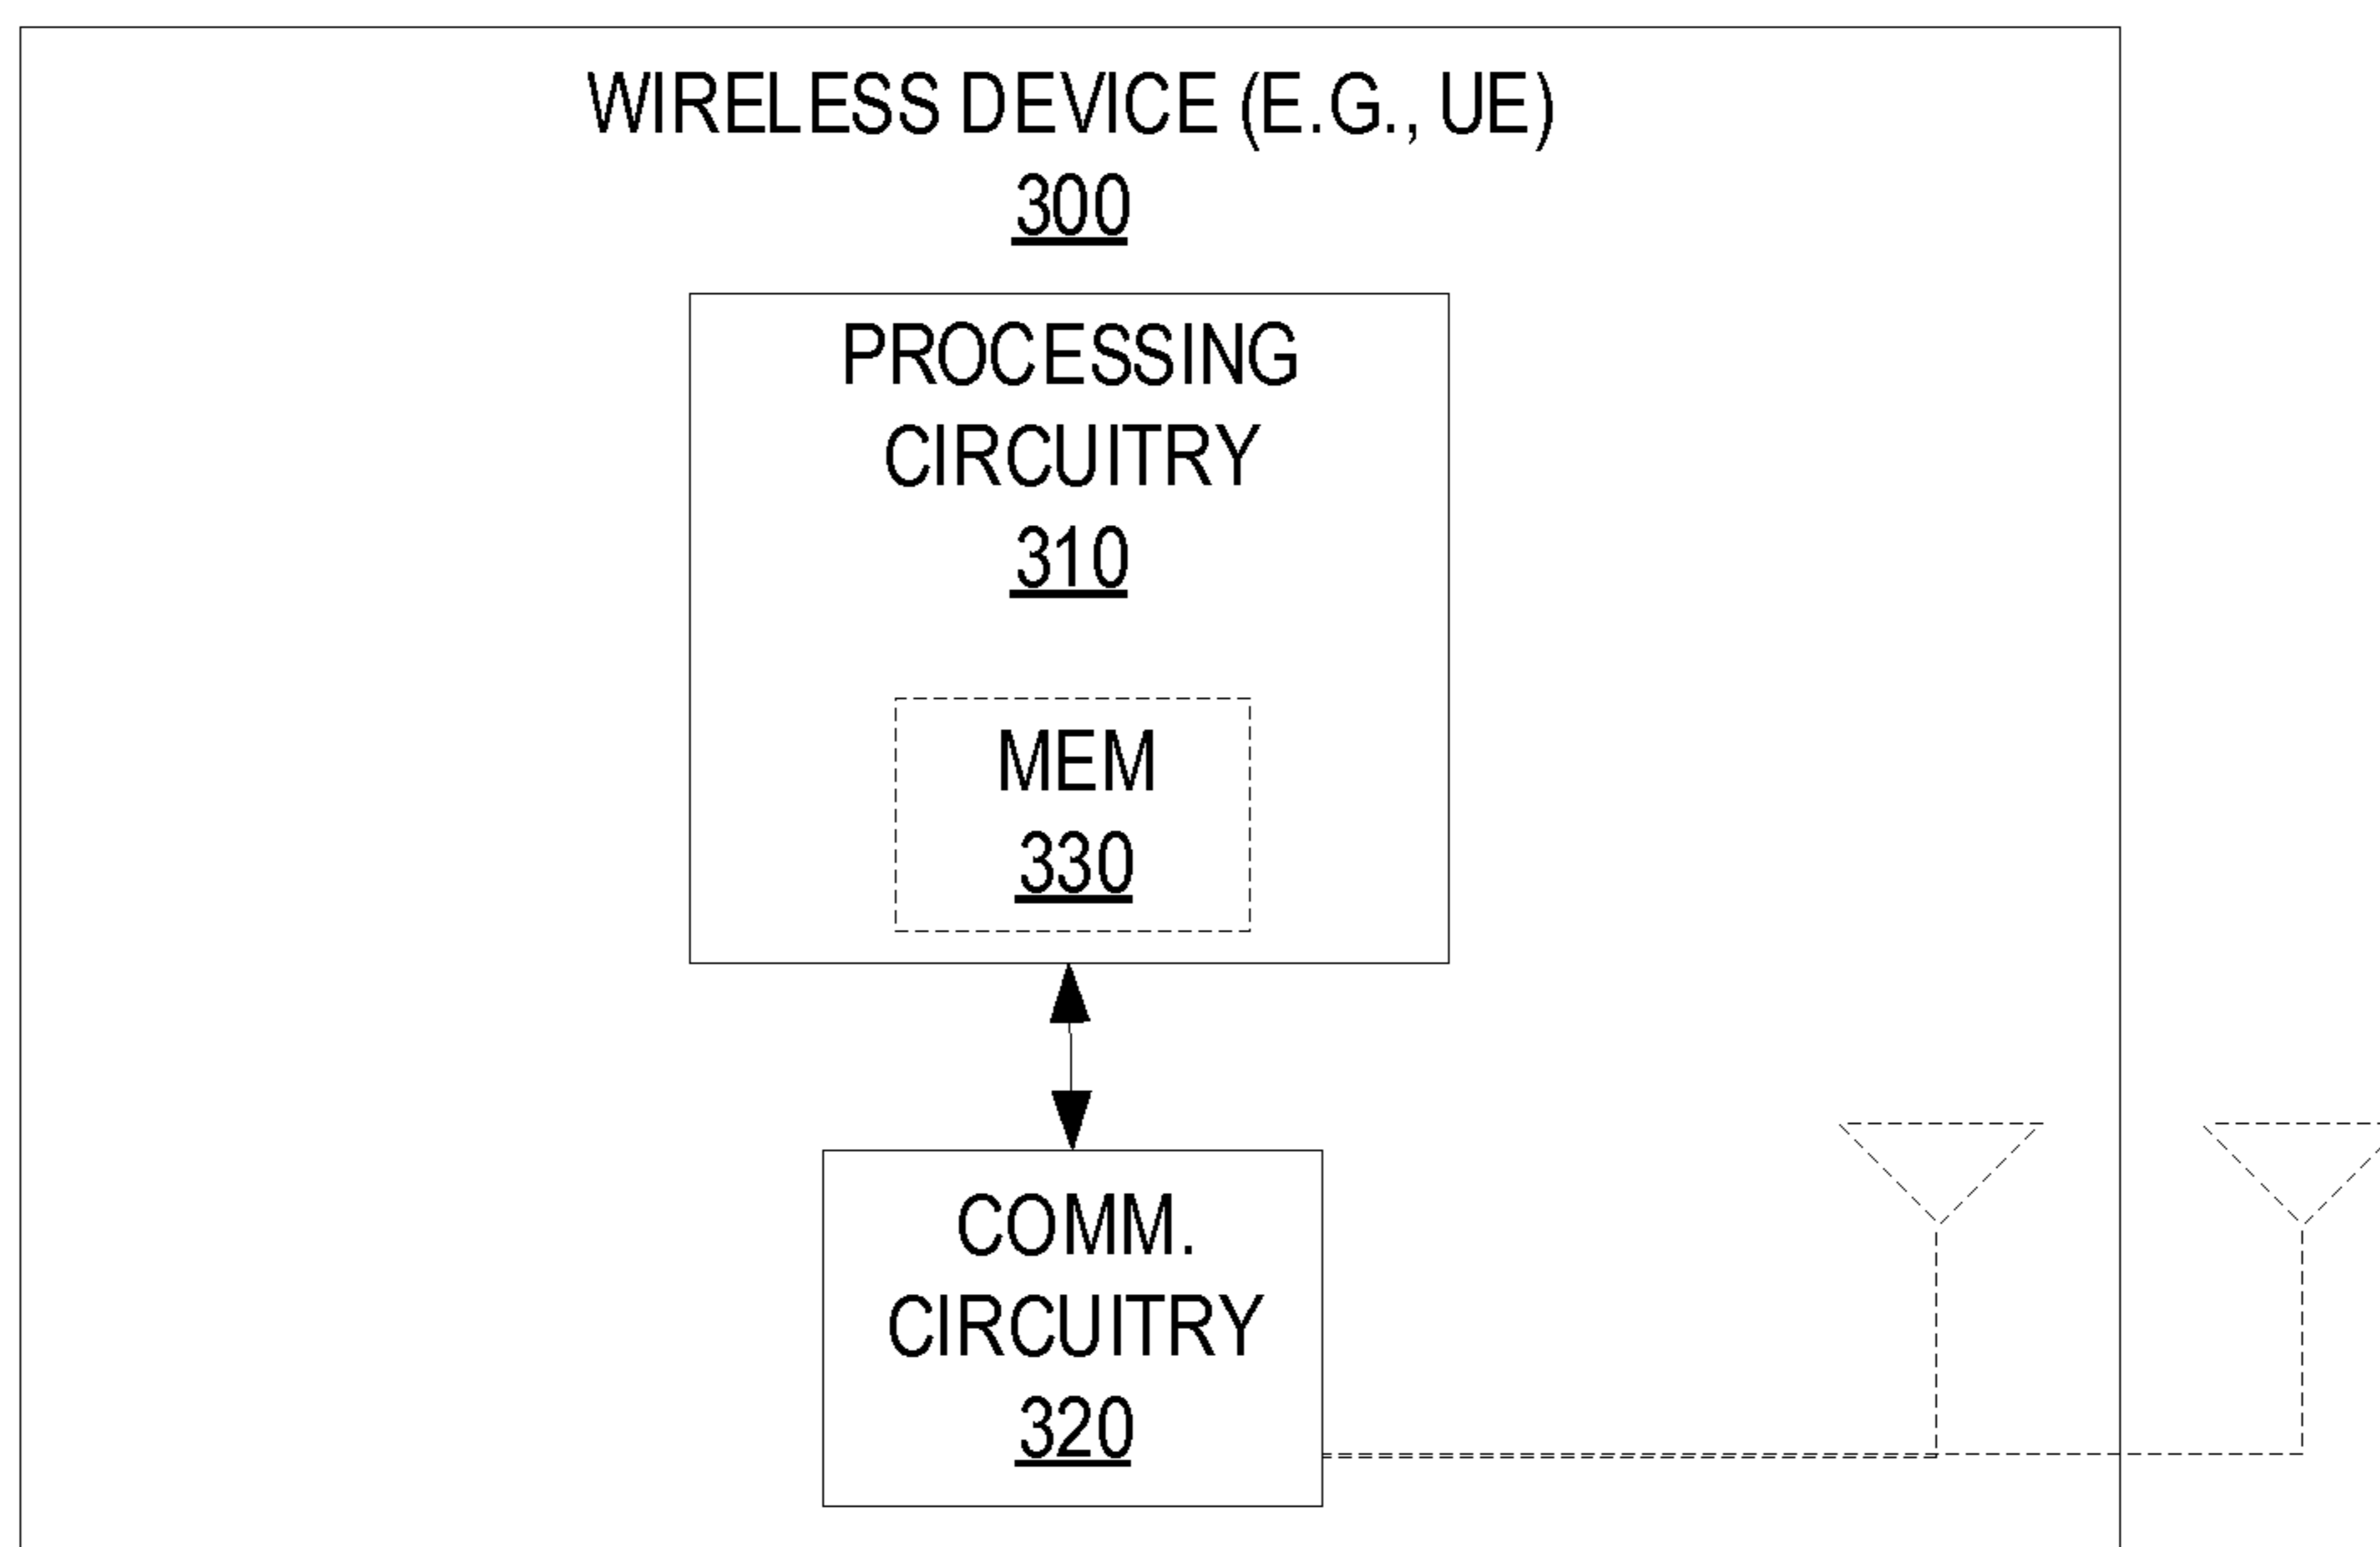 WIRELESS DEVICE (E.G., UE)
300
PROCESSING
CIRCUITRY
310
MEM
330
COMM.
CIRCUITRY
320